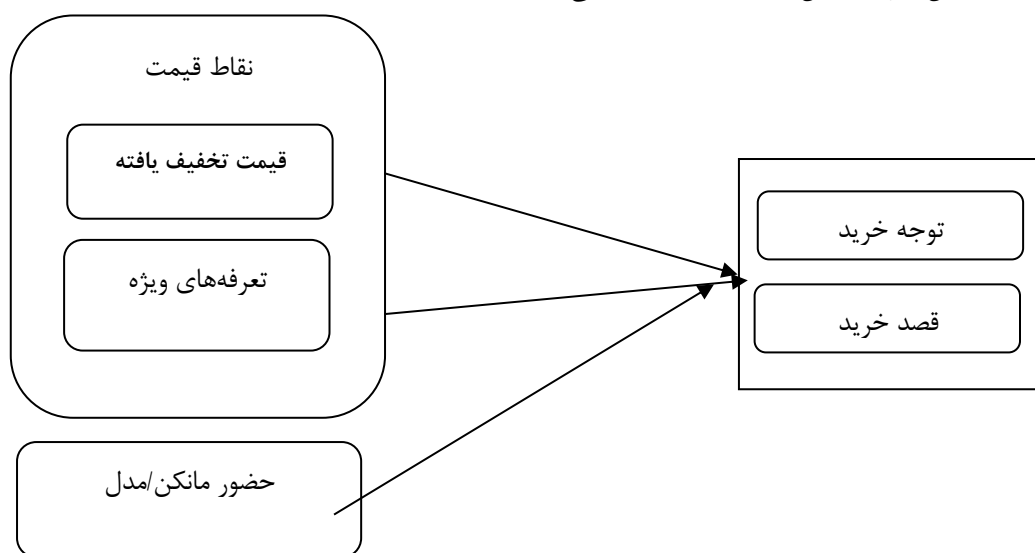 نقاط قیمت
قیمت تخفیف یافته
تعرفه‌های ویژه
حضور مانکن/مدل
توجه خرید
قصد خرید